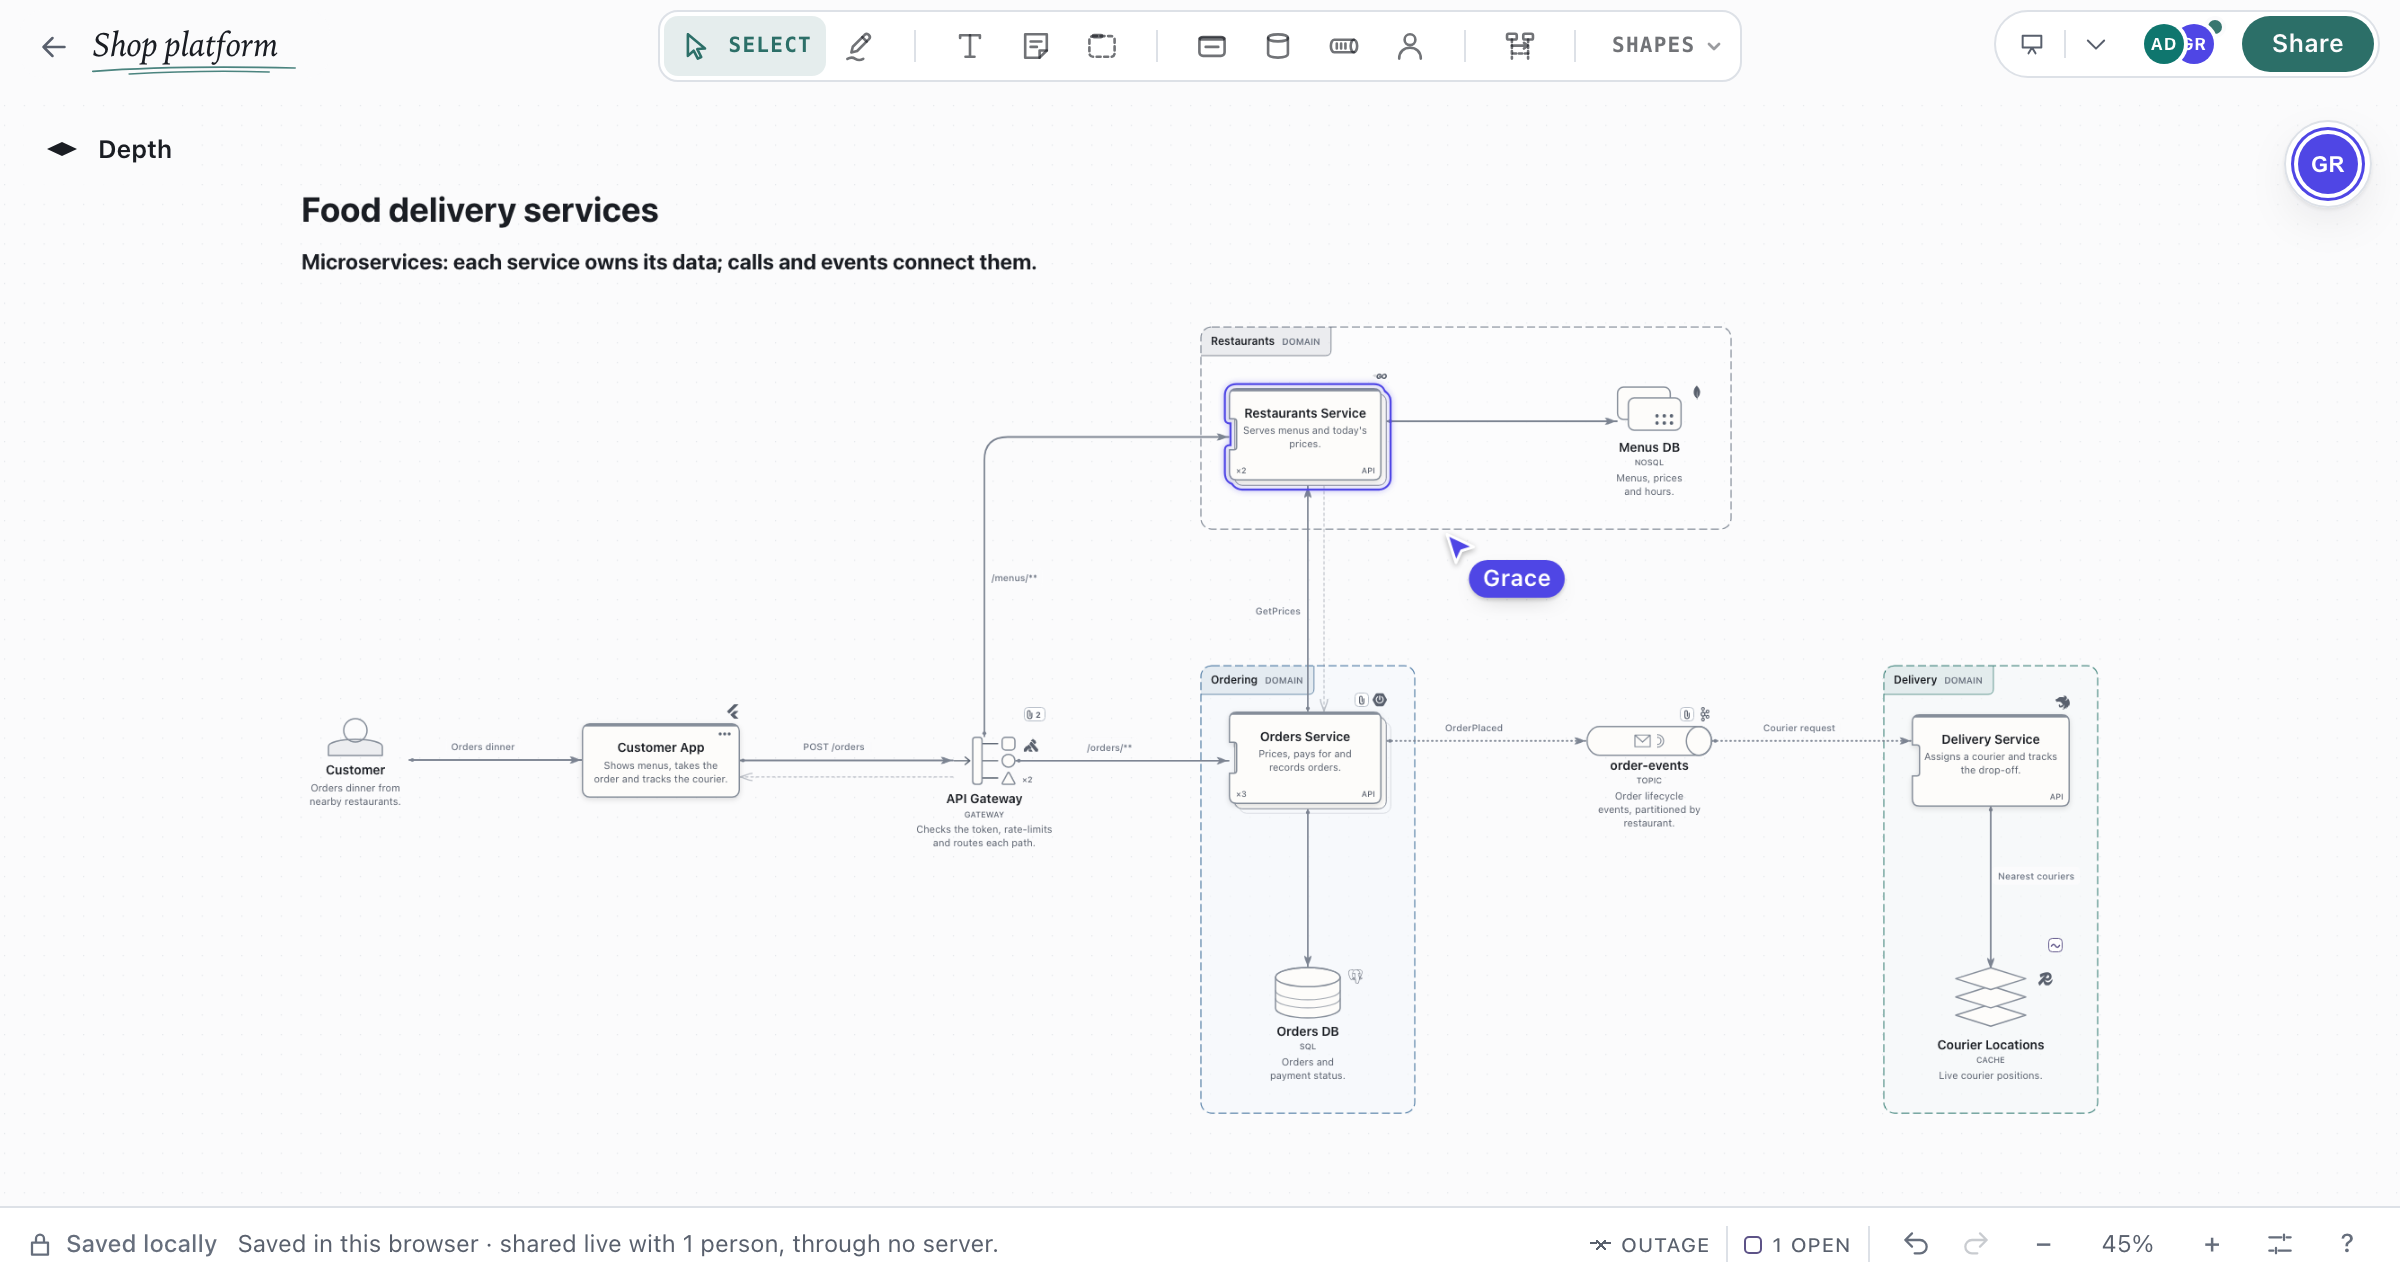 Shop platform
SELECT
SHAPES
AD
GR
Share
Depth
GR
Food delivery services
Microservices: each service owns its data; calls and events connect them.
Restaurants DOMAIN
GO
Restaurants Service
Serves menus and today's
prices.
×2
API
Menus DB
NOSQL
Menus, prices
and hours.
/menus/**
GetPrices
Grace
Ordering DOMAIN
Delivery DOMAIN
Customer
Orders dinner from
nearby restaurants.
Orders dinner
Customer App
Shows menus, takes the
order and tracks the courier.
POST /orders
2
×2
API Gateway
GATEWAY
Checks the token, rate-limits
and routes each path.
/orders/**
Orders Service
Prices, pays for and
records orders.
×3
API
OrderPlaced
order-events
TOPIC
Order lifecycle
events, partitioned by
restaurant.
Courier request
Delivery Service
Assigns a courier and tracks
the drop-off.
API
Nearest couriers
Orders DB
SQL
Orders and
payment status.
Courier Locations
CACHE
Live courier positions.
Saved locally
Saved in this browser · shared live with 1 person, through no server.
OUTAGE
1 OPEN
45%
?